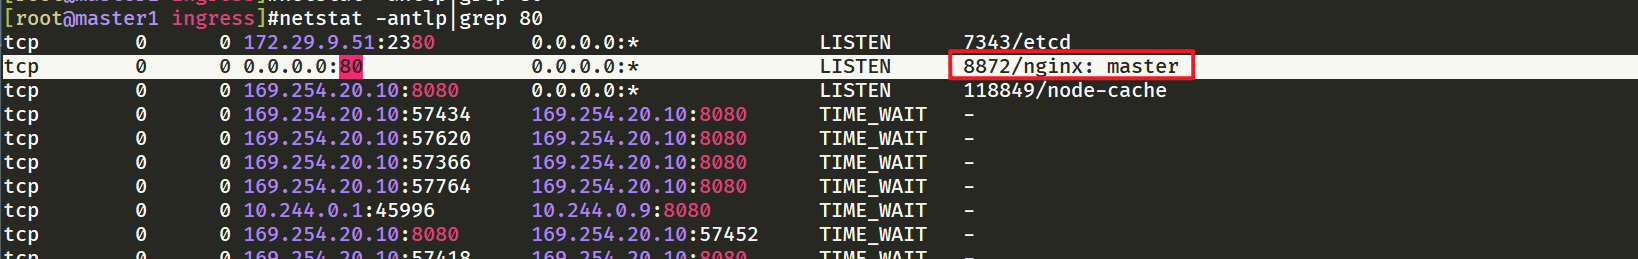 [root@master1 ingress]#netstat -antlp|grep 80
[root@master1 ingress]#netstat -antlp|grep 80
tcp 0 0 172.29.9.51:2380 0.0.0.0:* LISTEN 7343/etcd
tcp 0 0 0.0.0.0:80 0.0.0.0:* LISTEN 8872/nginx: master
tcp 0 0 169.254.20.10:8080 0.0.0.0:* LISTEN 118849/node-cache
tcp 0 0 169.254.20.10:57434 169.254.20.10:8080 TIME_WAIT -
tcp 0 0 169.254.20.10:57620 169.254.20.10:8080 TIME_WAIT -
tcp 0 0 169.254.20.10:57366 169.254.20.10:8080 TIME_WAIT -
tcp 0 0 169.254.20.10:57764 169.254.20.10:8080 TIME_WAIT -
tcp 0 0 10.244.0.1:45996 10.244.0.9:8080 TIME_WAIT -
tcp 0 0 169.254.20.10:8080 169.254.20.10:57452 TIME_WAIT -
tcp 0 0 169.254.20.10:57418 169.254.20.10:8080 TIME_WAIT -